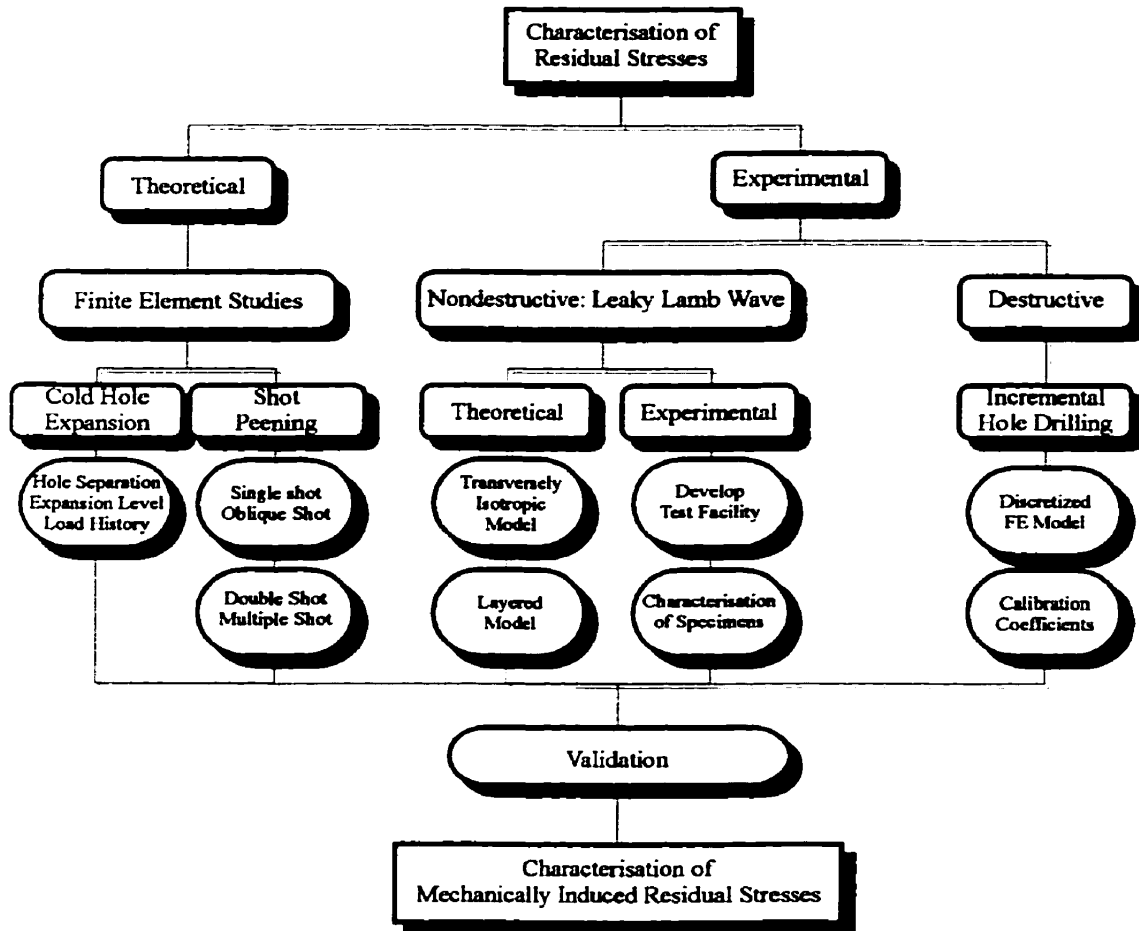 Characterisation of
Residual Stresses
Theoretical
Experimental
Finite Element Studies
Nondestructive: Leaky Lamb Wave
Destructive
Cold Hole
Expansion
Shot
Peening
Theoretical
Experimental
Incremental
Hole Drilling
Hole Separation
Expansion Level
Load History
Single shot
Oblique Shot
Transversely
Isotropic
Model
Develop
Test Facility
Discretized
FE Model
Double Shot
Multiple Shot
Layered
Model
Characterisation
of Specimens
Calibration
Coefficients
Validation
Characterisation of
Mechanically Induced Residual Stresses